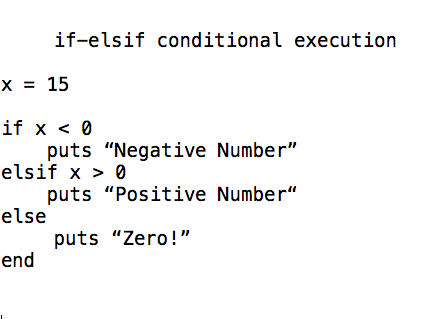 if-elsif conditional execution
x = 15
if x < 0
puts “Negative Number”
elsif x > 0
puts “Positive Number“
else
puts “Zero!”
end